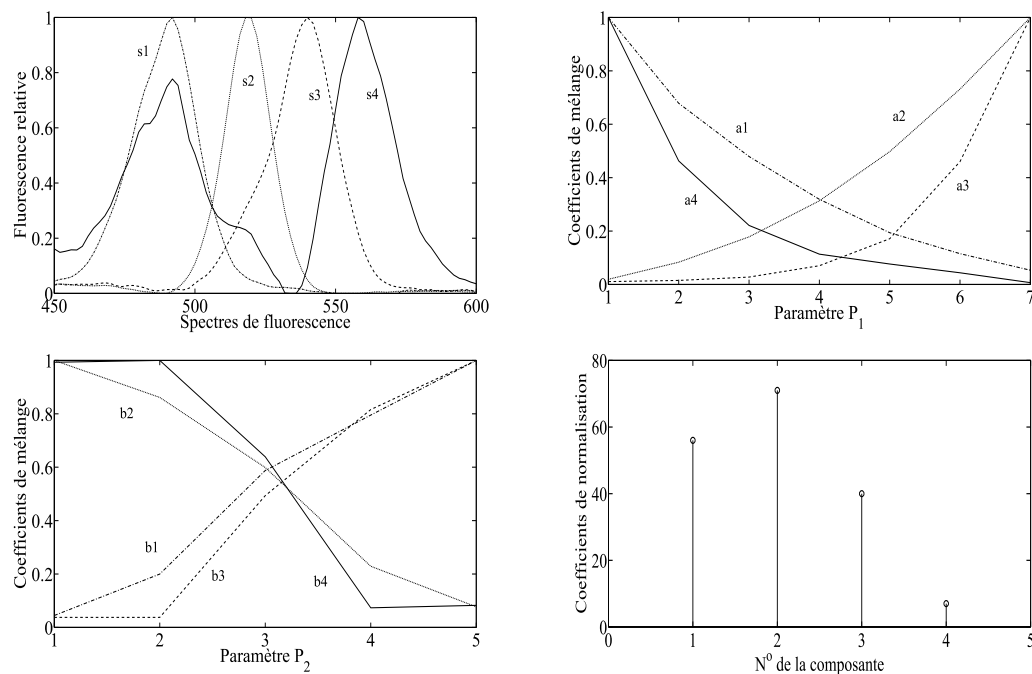 1
0.8
0.6
0.4
0.2
0
450
500
550
600
Fluorescence relative
Spectres de fluorescence
s1
s2
s3
s4
1
0.8
0.6
0.4
0.2
0
1
2
3
4
5
6
7
Coefficients de mélange
Paramètre P1
a1
a2
a3
a4
1
0.8
0.6
0.4
0.2
0
1
2
3
4
5
Coefficients de mélange
Paramètre P2
b1
b2
b3
b4
80
60
40
20
0
0
1
2
3
4
5
Coefficients de normalisation
No de la composante